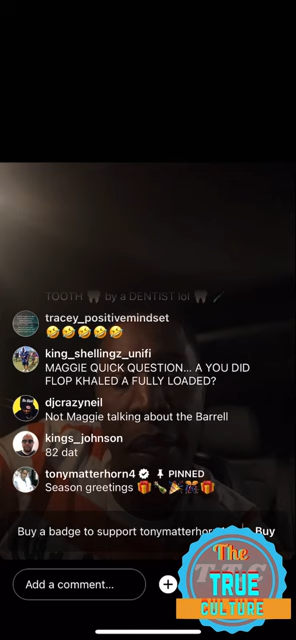 TOOTH 🦷 by a DENTIST lol 🦷
tracey_positivemindset
🤣🤣🤣🤣🤣
king_shellingz_unifi
MAGGIE QUICK QUESTION... A YOU DID
FLOP KHALED A FULLY LOADED?
djcrazyneil
Not Maggie talking about the Barrell
kings_johnson
82 dat
tonymatterhorn4 PINNED
Season greetings 🎁🍾🎉🎊🎁
Buy a badge to support tonymatterhor Buy
Add a comment...
The
TRUE
CULTURE